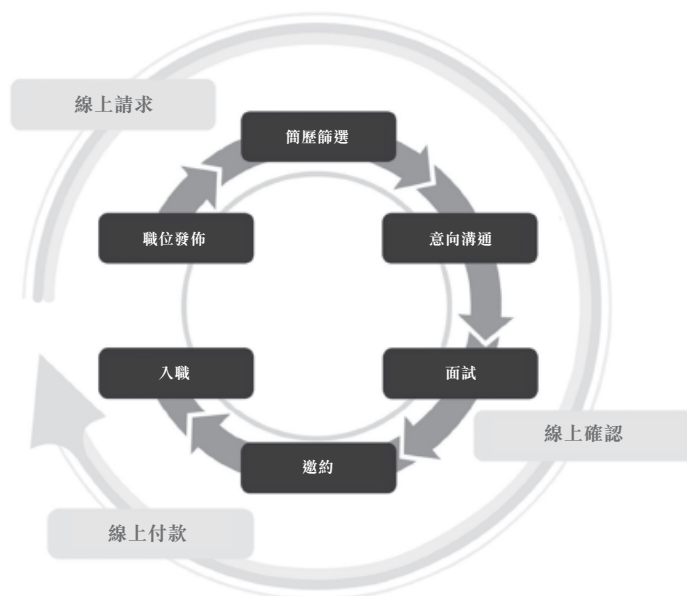 線上請求
簡歷篩選
職位發佈
意向溝通
入職
面試
線上確認
邀約
線上付款